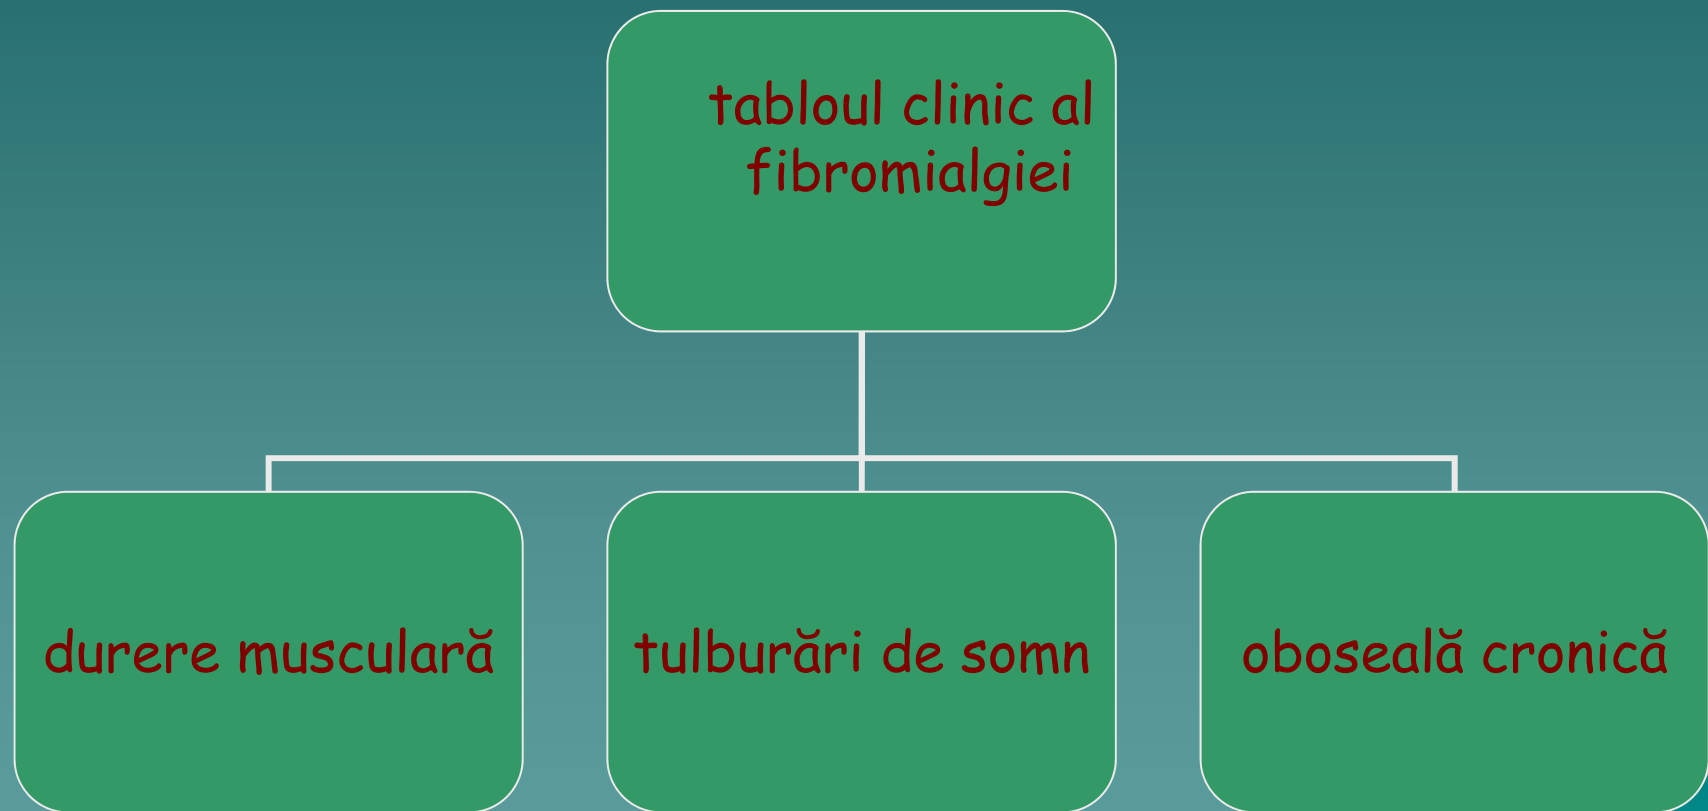 tabloul clinic al
fibromialgiei
durere musculară
tulburări de somn
oboseală cronică